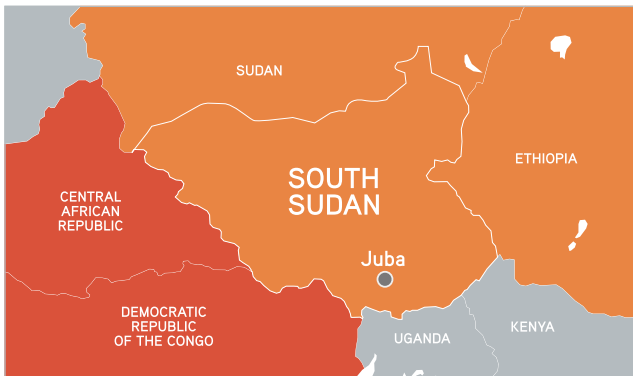 SUDAN
ETHIOPIA
SOUTH
SUDAN
CENTRAL
AFRICAN
REPUBLIC
Juba
DEMOCRATIC
REPUBLIC
OF THE CONGO
UGANDA
KENYA